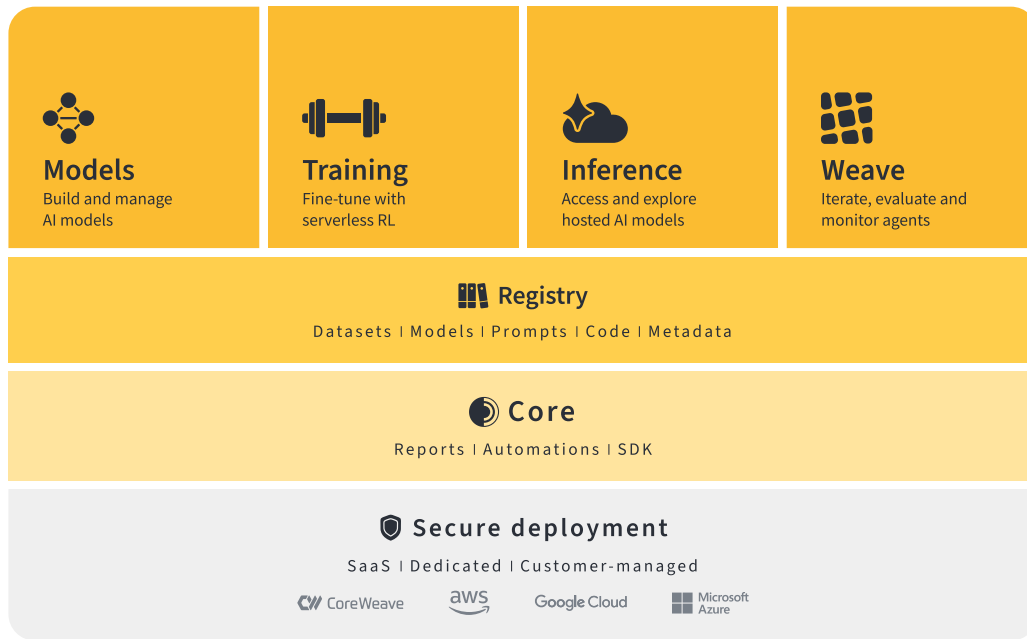 Models
Build and manage
AI models
Training
Fine-tune with
serverless RL
Inference
Access and explore
hosted AI models
Weave
Iterate, evaluate and
monitor agents
Registry
Datasets | Models | Prompts | Code | Metadata
Core
Reports | Automations | SDK
Secure deployment
SaaS | Dedicated | Customer-managed
CoreWeave
aws
Google Cloud
Microsoft
Azure